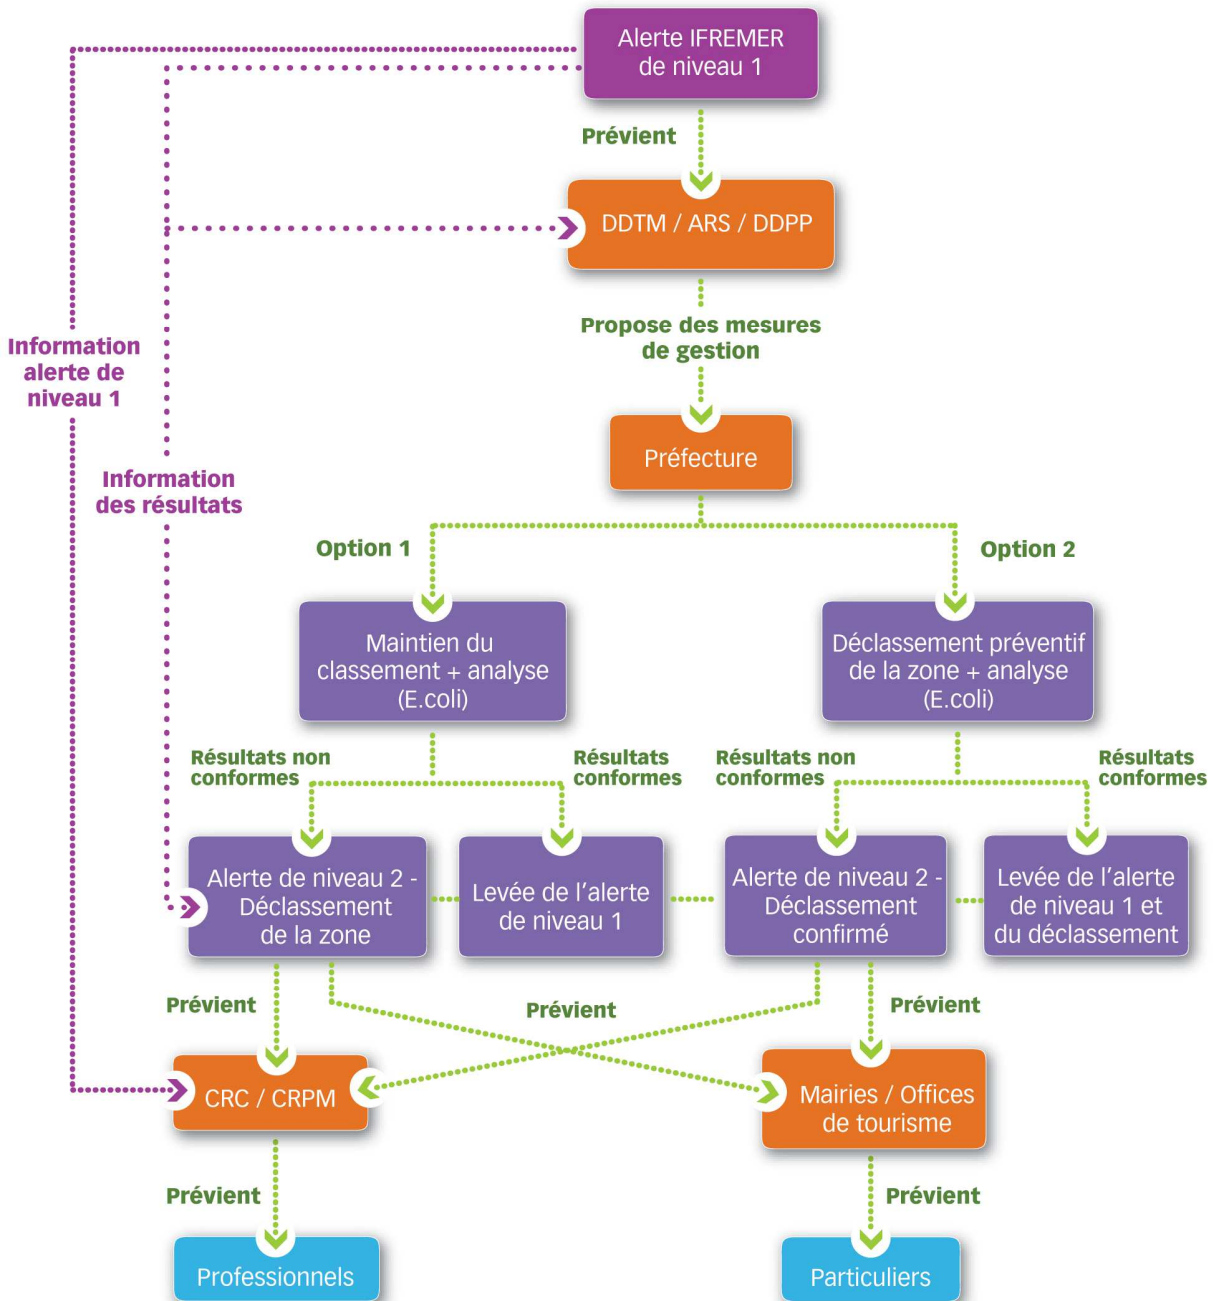 Alerte IFREMER
de niveau 1
Prévient
DDTM / ARS / DDPP
Propose des mesures
de gestion
Information
alerte de
niveau 1
Préfecture
Information
des résultats
Option 1
Option 2
Maintien du
classement + analyse
(E.coli)
Déclassement préventif
de la zone + analyse
(E.coli)
Résultats non
conformes
Résultats
conformes
Résultats non
conformes
Résultats
conformes
Alerte de niveau 2 -
Déclassement
de la zone
Levée de l'alerte
de niveau 1
Alerte de niveau 2 -
Déclassement
confirmé
Levée de l'alerte
de niveau 1 et
du déclassement
Prévient
Prévient
Prévient
CRC / CRPM
Mairies / Offices
de tourisme
Prévient
Prévient
Professionnels
Particuliers